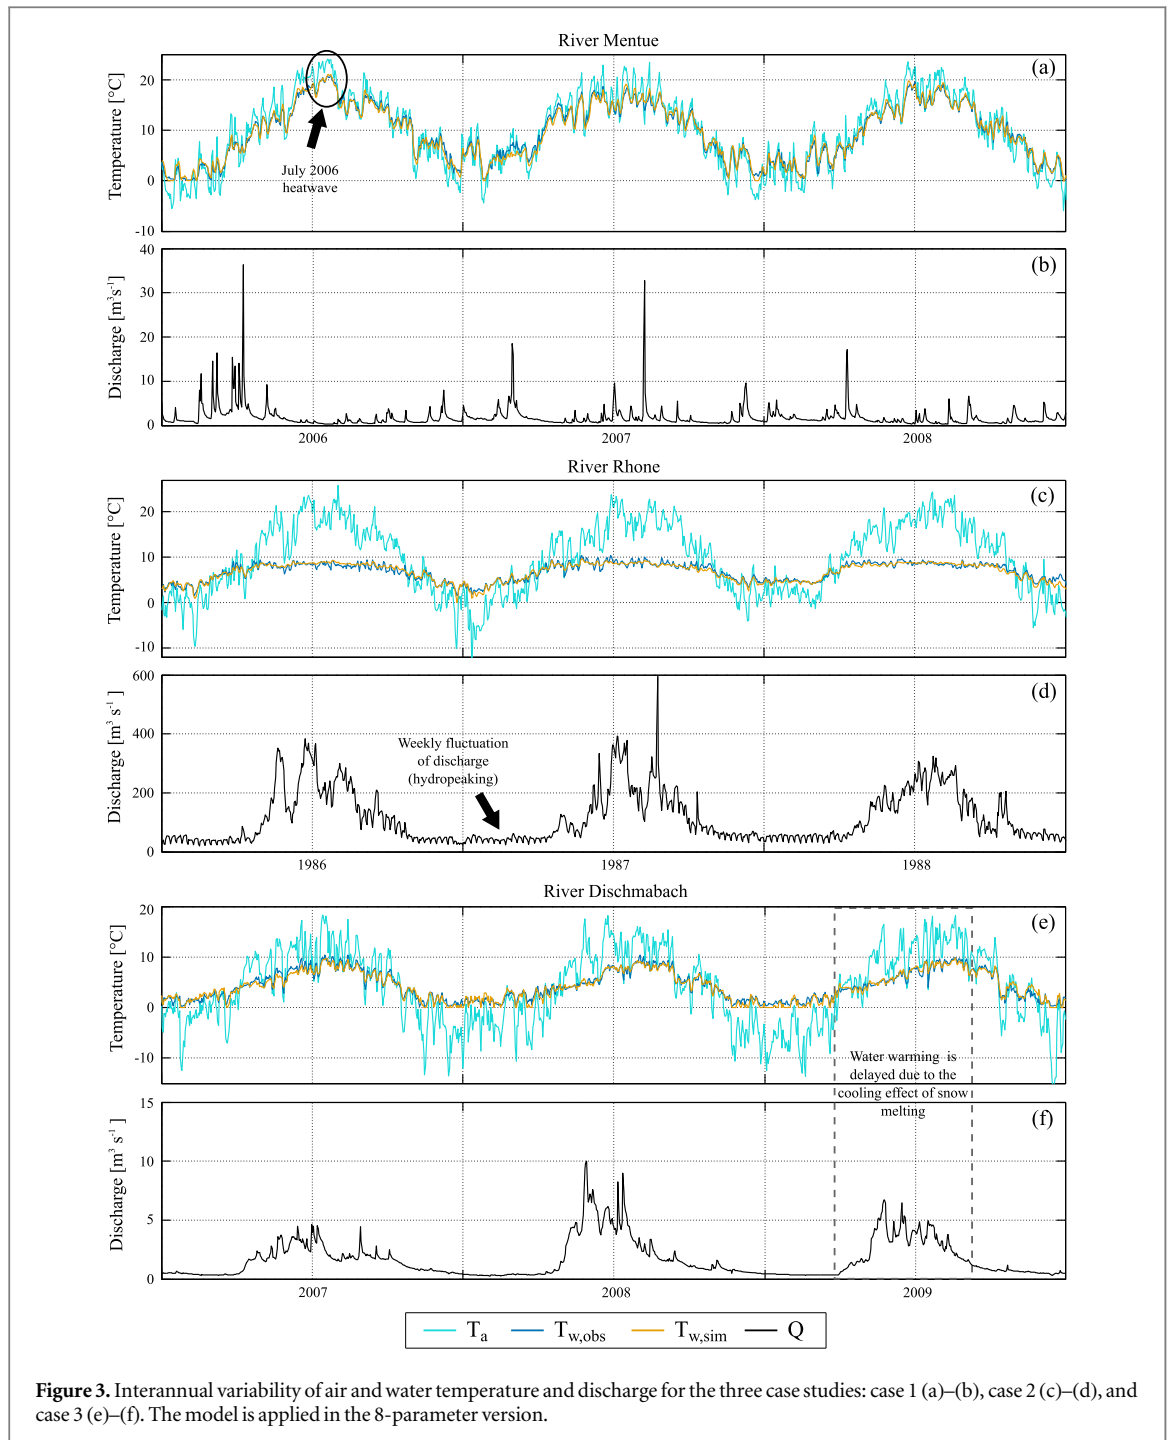 River Mentue
(a)
Temperature [°C]
20
10
0
-10
July 2006
heatwave
(b)
Discharge [m³s⁻¹]
40
30
20
10
0
2006
2007
2008
River Rhone
(c)
Temperature [°C]
20
10
0
-10
(d)
Discharge [m³ s⁻¹ ]
600
400
200
0
Weekly fluctuation
of discharge
(hydropeaking)
1986
1987
1988
River Dischmabach
(e)
Temperature [°C]
20
10
0
-10
Water warming is
delayed due to the
cooling effect of snow
melting
(f)
Discharge [m³ s⁻¹ ]
15
10
5
0
2007
2008
2009
Ta Tw,obs Tw,sim Q
Figure 3. Interannual variability of air and water temperature and discharge for the three case studies: case 1 (a)–(b), case 2 (c)–(d), and
case 3 (e)–(f). The model is applied in the 8-parameter version.